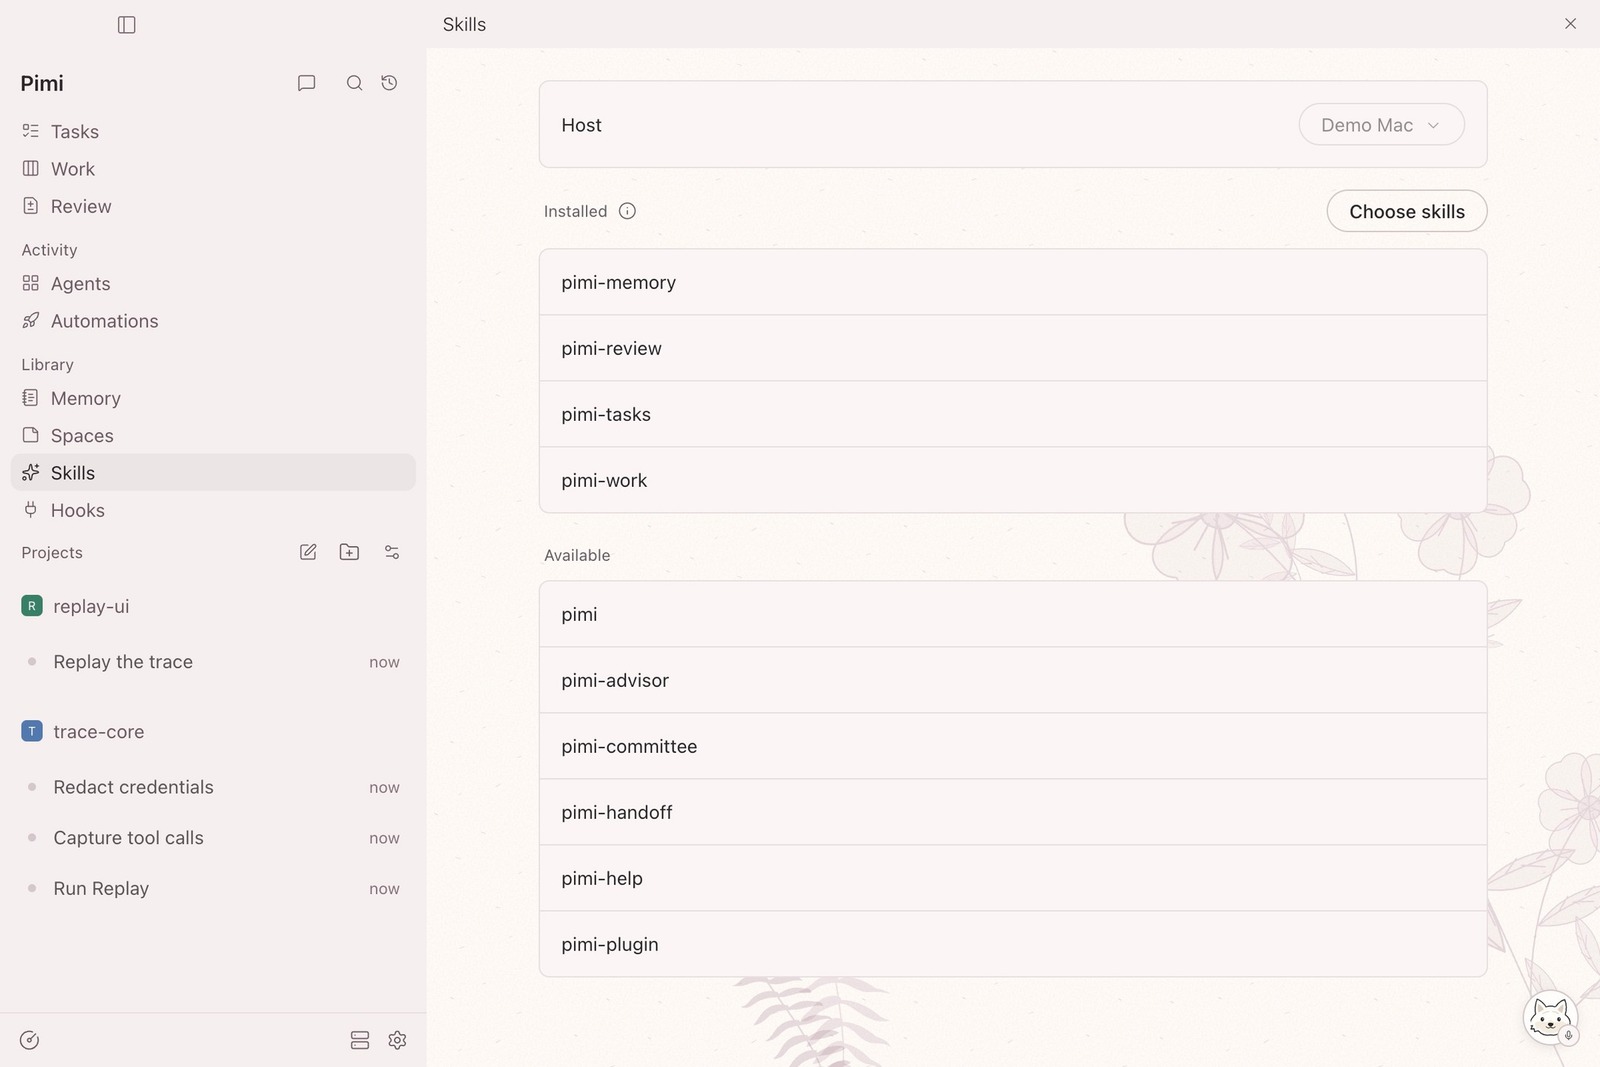 Skills
Pimi
Tasks
Work
Review
Activity
Agents
Automations
Library
Memory
Spaces
Skills
Hooks
Projects
R replay-ui
Replay the trace now
T trace-core
Redact credentials now
Capture tool calls now
Run Replay now
Host Demo Mac
Installed Choose skills
pimi-memory
pimi-review
pimi-tasks
pimi-work
Available
pimi
pimi-advisor
pimi-committee
pimi-handoff
pimi-help
pimi-plugin